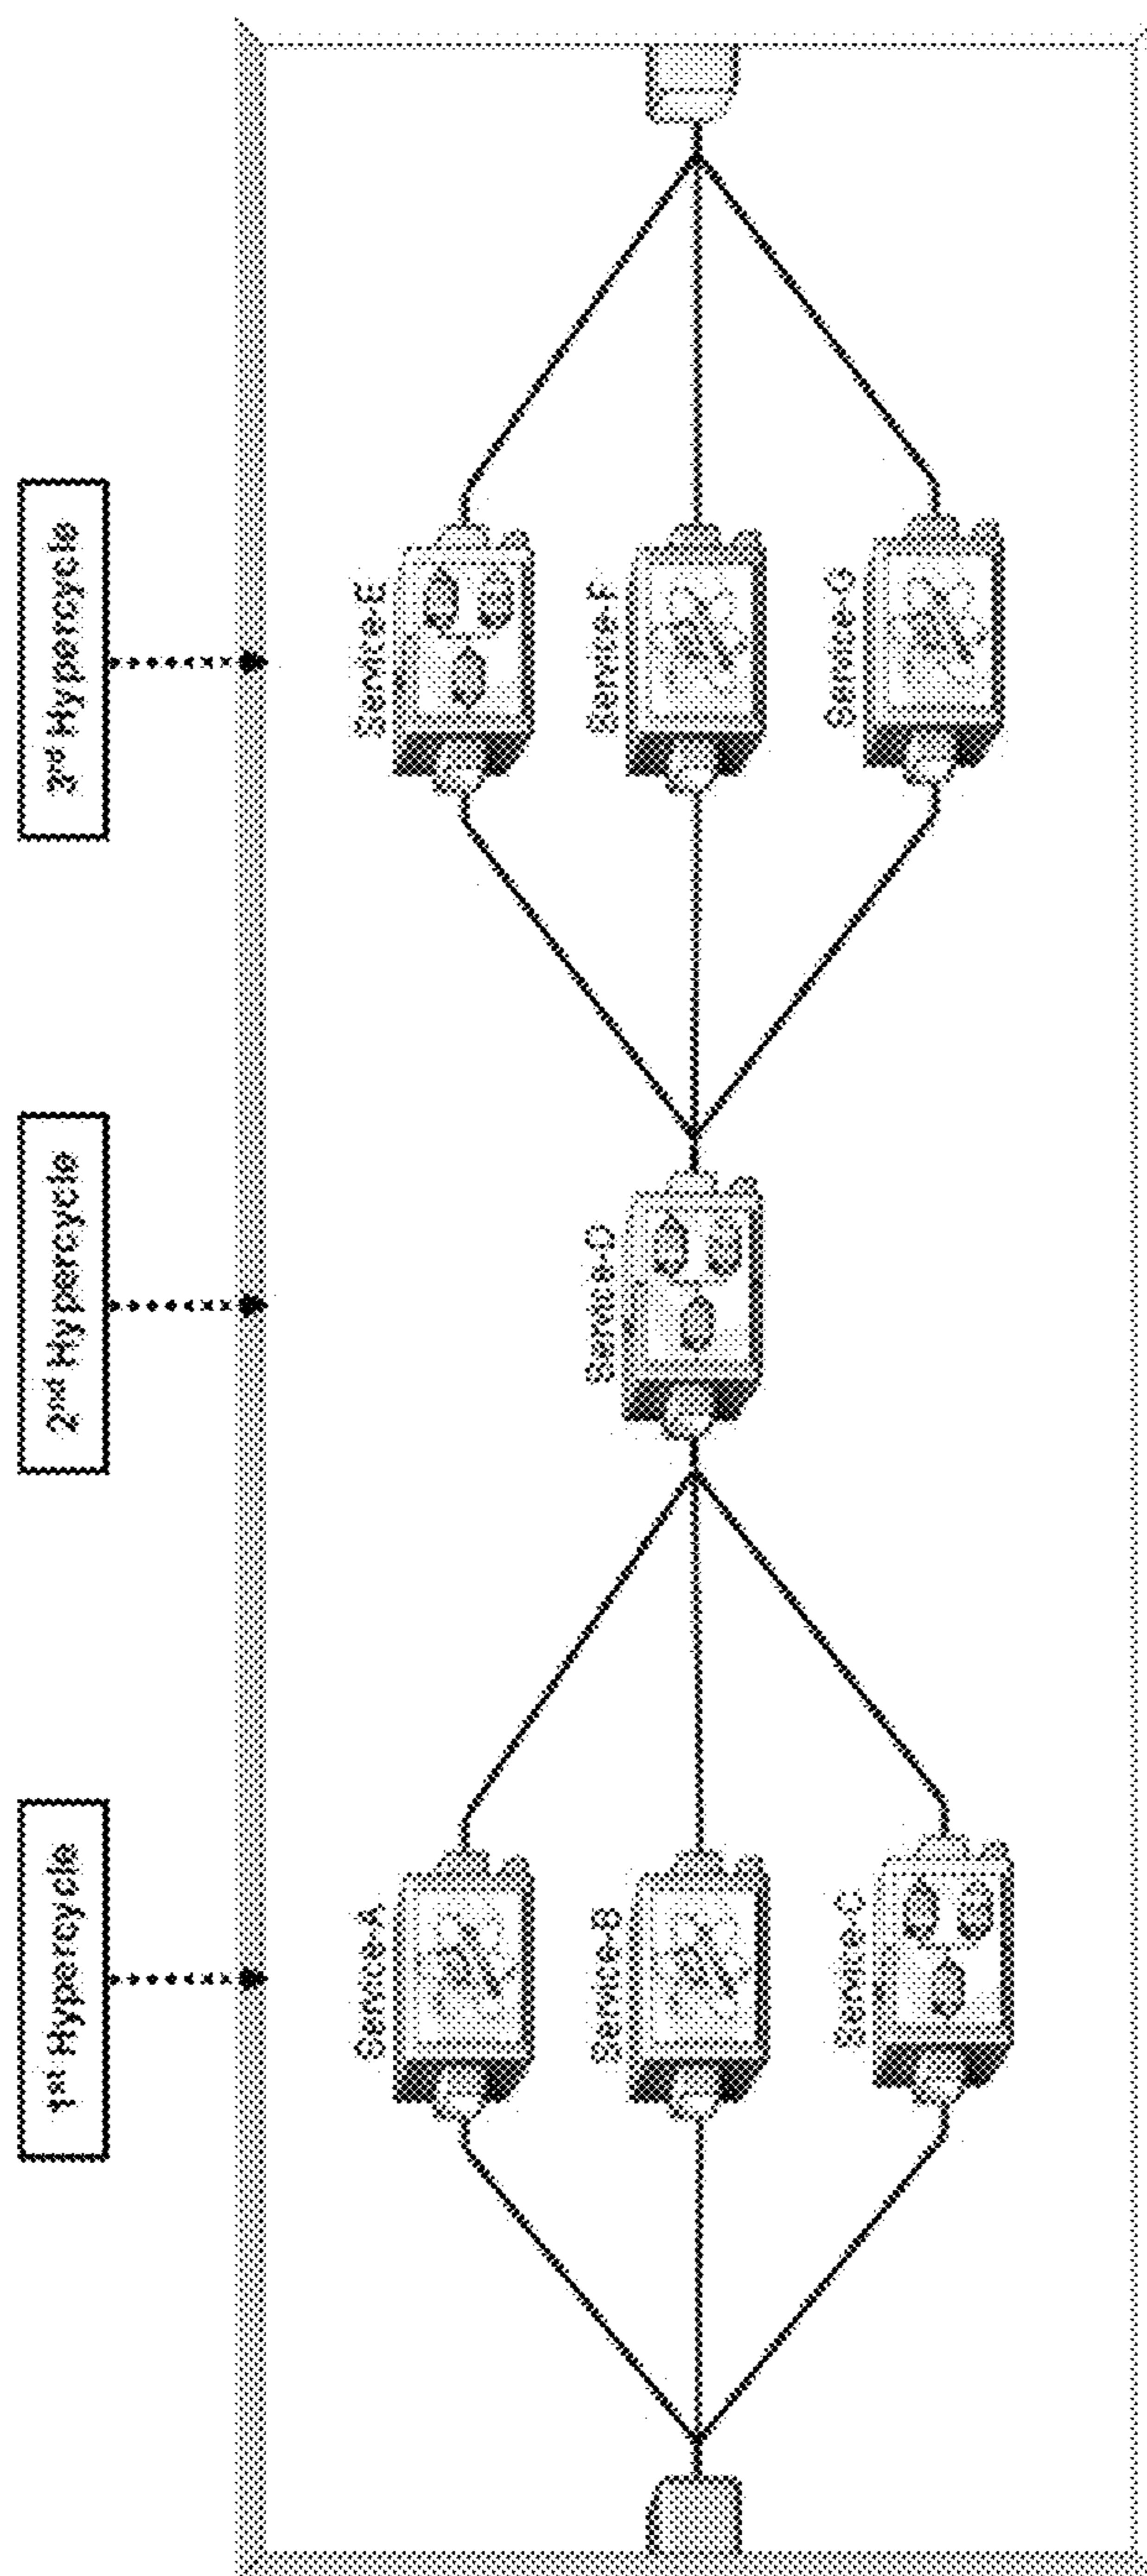 1st Hypercycle
2nd Hypercycle
3rd Hypercycle
Service-A
Service-B
Service-C
Service-D
Service-E
Service-F
Service-G